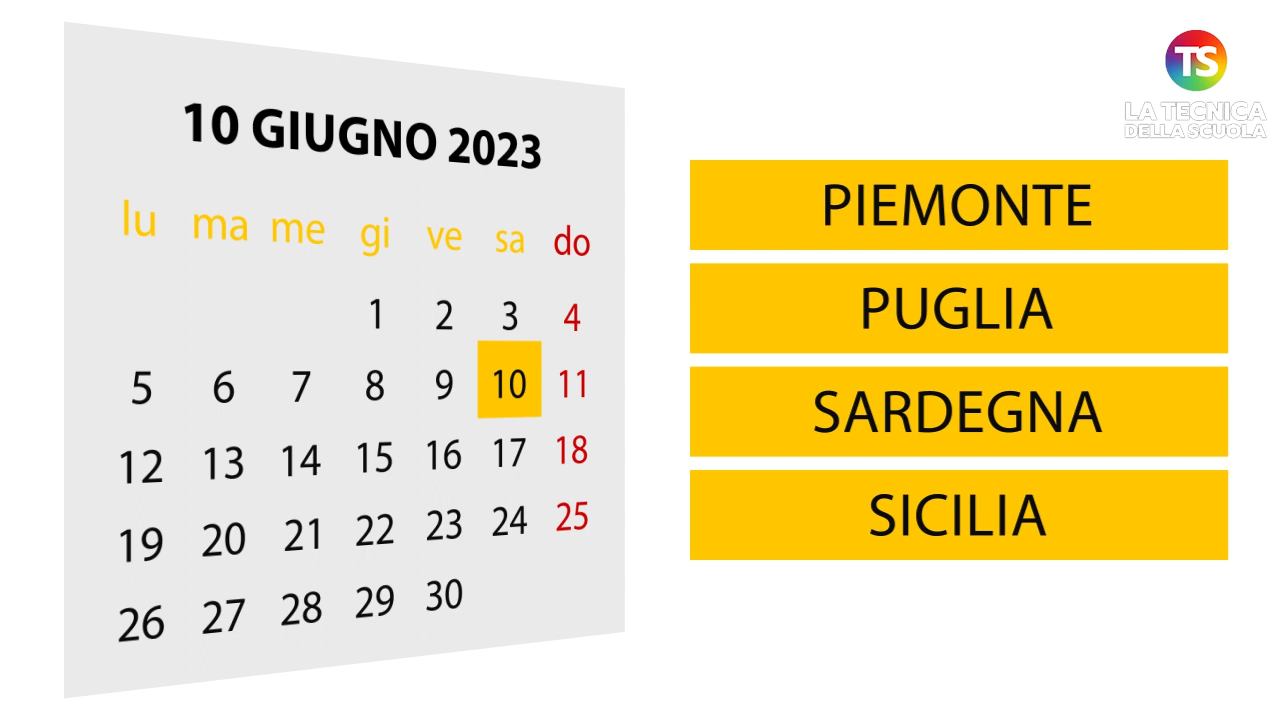 10 GIUGNO 2023
lu ma me gi ve sa do
1 2 3 4
5 6 7 8 9 10 11
12 13 14 15 16 17 18
19 20 21 22 23 24 25
26 27 28 29 30
TS
LA TECNICA
DELLA SCUOLA
PIEMONTE
PUGLIA
SARDEGNA
SICILIA